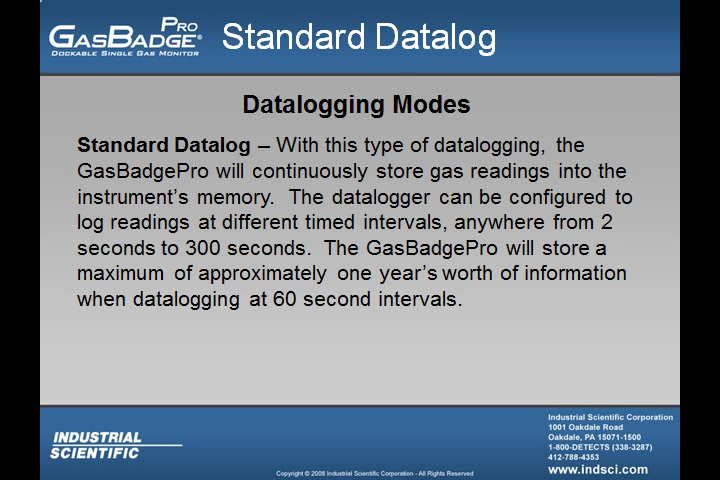 GASBADGE PRO®
DOCKABLE SINGLE GAS MONITOR
Standard Datalog
Datalogging Modes
Standard Datalog – With this type of datalogging, the
GasBadgePro will continuously store gas readings into the
instrument's memory. The datalogger can be configured to
log readings at different timed intervals, anywhere from 2
seconds to 300 seconds. The GasBadgePro will store a
maximum of approximately one year's worth of information
when datalogging at 60 second intervals.
INDUSTRIAL
SCIENTIFIC
Copyright © 2008 Industrial Scientific Corporation - All Rights Reserved
Industrial Scientific Corporation
1001 Oakdale Road
Oakdale, PA 15071-1500
1-800-DETECTS (338-3287)
412-788-4353
www.indsci.com